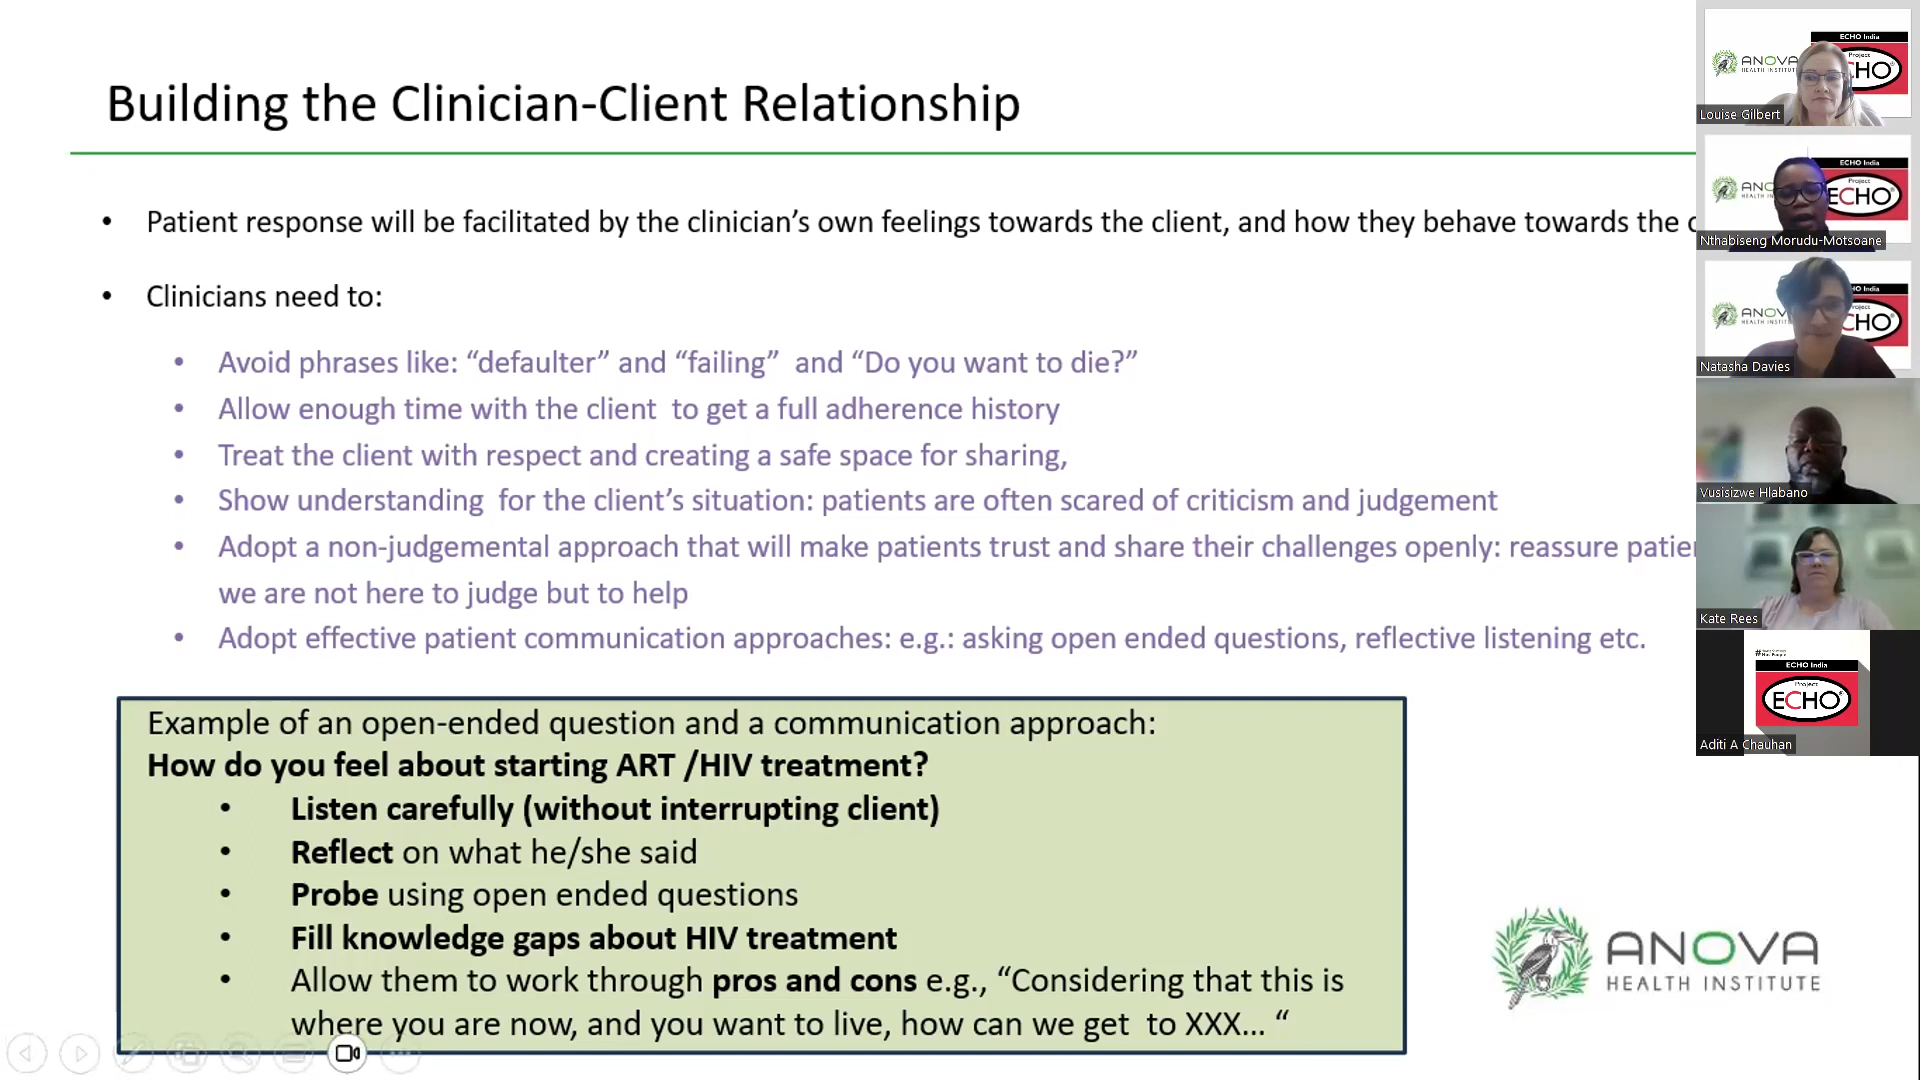 Building the Clinician-Client Relationship
• Patient response will be facilitated by the clinician’s own feelings towards the client, and how they behave towards the
• Clinicians need to:
• Avoid phrases like: “defaulter” and “failing”  and “Do you want to die?”
• Allow enough time with the client  to get a full adherence history
• Treat the client with respect and creating a safe space for sharing,
• Show understanding  for the client’s situation: patients are often scared of criticism and judgement
• Adopt a non-judgemental approach that will make patients trust and share their challenges openly: reassure
we are not here to judge but to help
• Adopt effective patient communication approaches: e.g.: asking open ended questions, reflective listening etc.
Example of an open-ended question and a communication approach:
How do you feel about starting ART /HIV treatment?
• Listen carefully (without interrupting client)
• Reflect on what he/she said
• Probe using open ended questions
• Fill knowledge gaps about HIV treatment
• Allow them to work through pros and cons e.g., “Considering that this is
where you are now, and you want to live, how can we get  to XXX... “
ANOVA
HEALTH INSTITUTE
ECHO India
Louise Gilbert
ECHO India
Project
ECHO
Nthabiseng Morudu-Motsoane
Natasha Davies
Vusisizwe Hlabano
Kate Rees
ECHO India
Project
ECHO®
Aditi A Chauhan